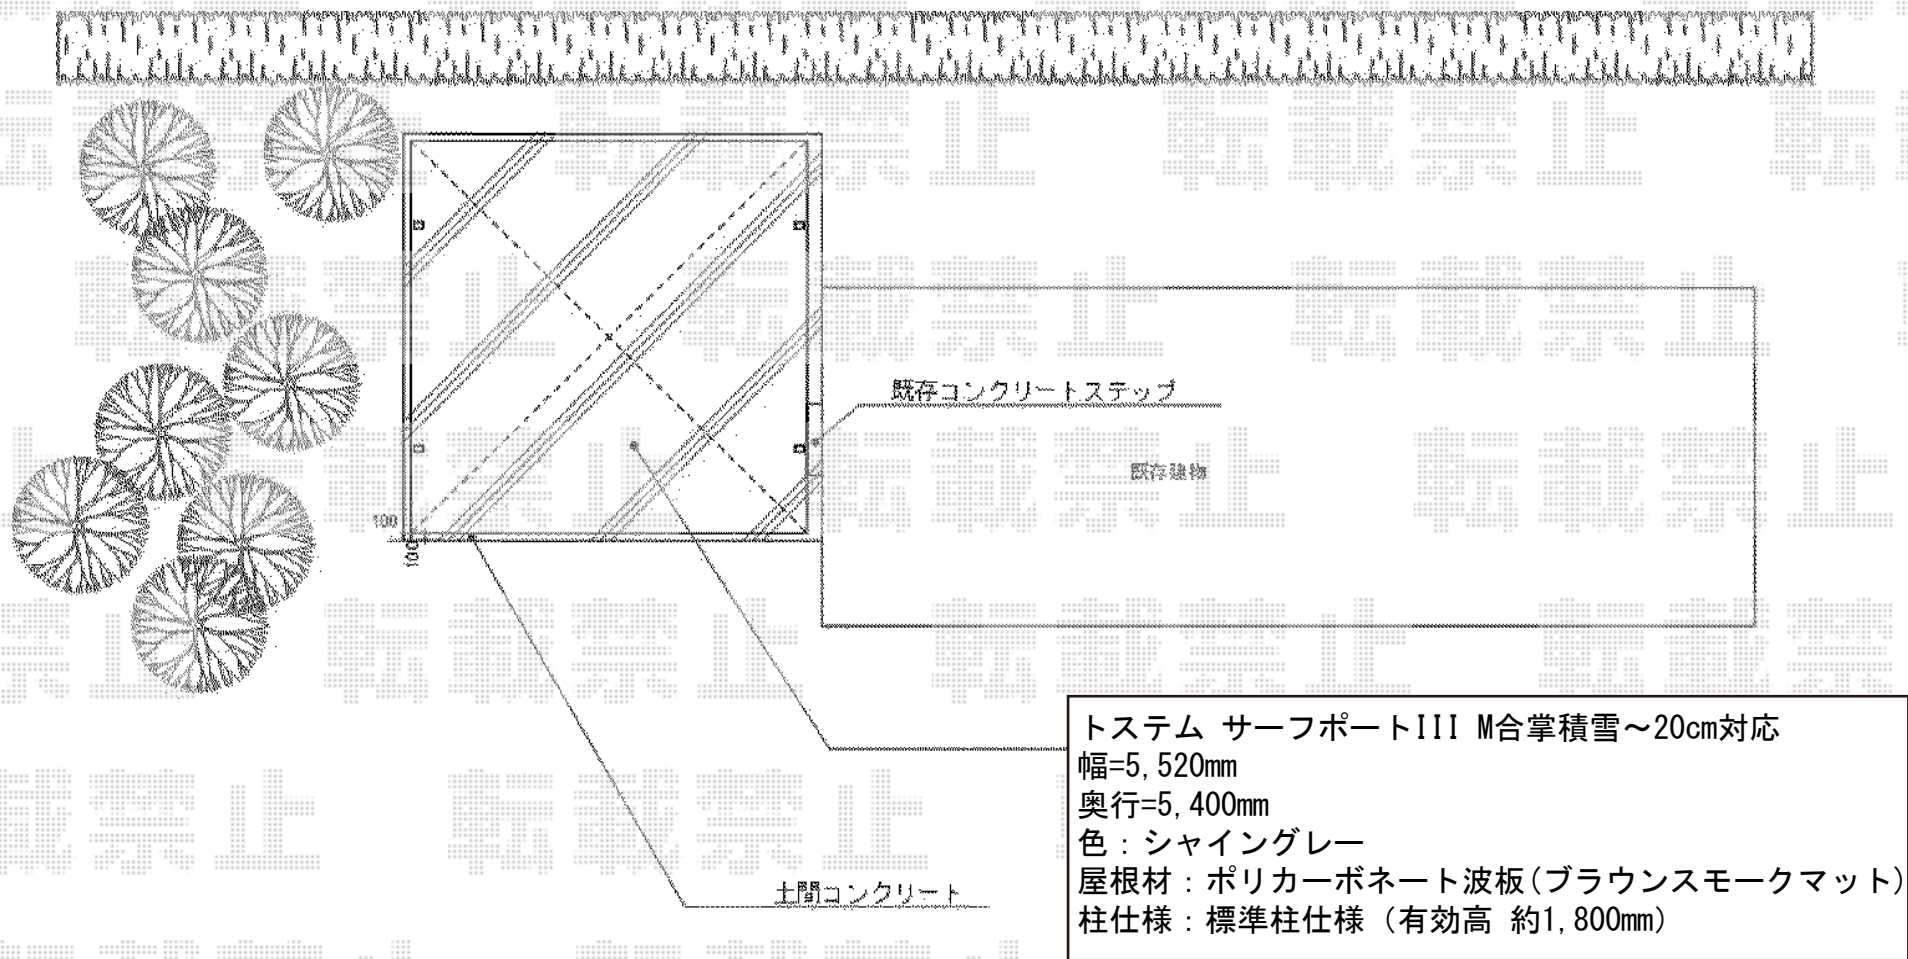 転載禁止
既存コンクリートステップ
既存建物
100
100
トステム サーフポートIII M合掌積雪～20cm対応
幅=5,520mm
奥行=5,400mm
色：シャイングレー
屋根材：ポリカーボネート波板(ブラウンスモークマット)
柱仕様：標準柱仕様（有効高 約1,800mm)
土間コンクリート